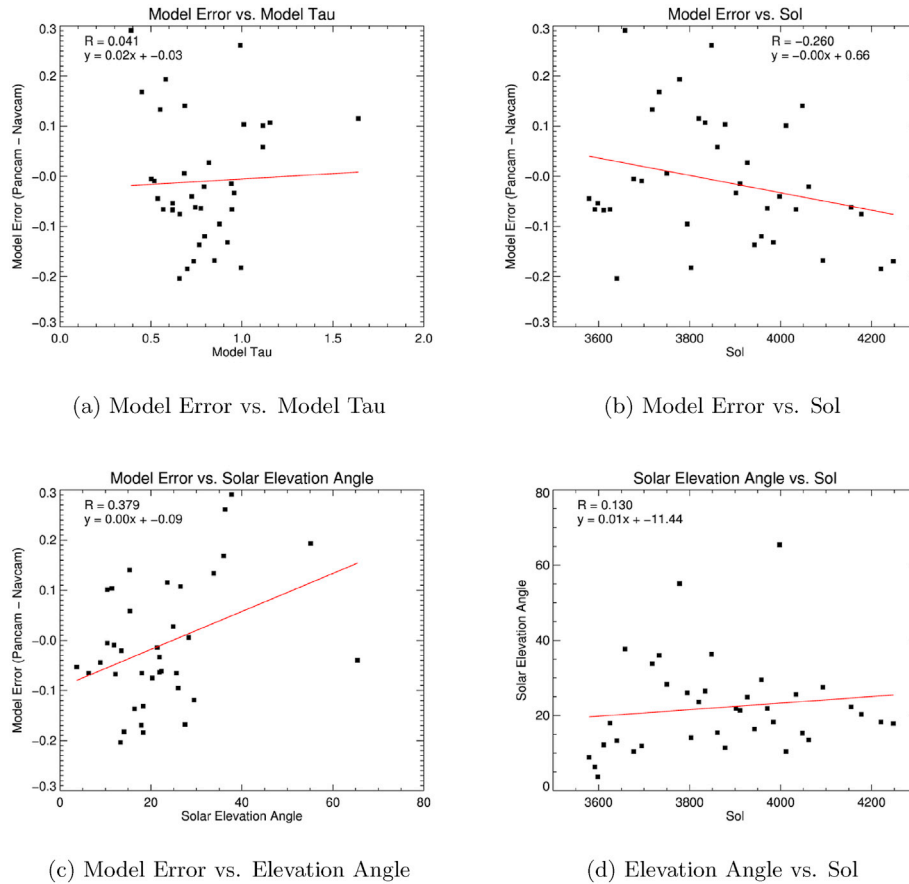 Model Error vs. Model Tau
R = 0.041
y = 0.02x + -0.03
Model Error (Pancam - Navcam)
0.3
0.2
0.1
-0.0
-0.1
-0.2
-0.3
0.0 0.5 1.0 1.5 2.0
Model Tau
(a) Model Error vs. Model Tau
Model Error vs. Sol
R = -0.260
y = -0.00x + 0.66
Model Error (Pancam - Navcam)
0.3
0.2
0.1
-0.0
-0.1
-0.2
-0.3
3600 3800 4000 4200
Sol
(b) Model Error vs. Sol
Model Error vs. Solar Elevation Angle
R = 0.379
y = 0.00x + -0.09
Model Error (Pancam - Navcam)
0.3
0.2
0.1
-0.0
-0.1
-0.2
-0.3
0 20 40 60 80
Solar Elevation Angle
(c) Model Error vs. Elevation Angle
Solar Elevation Angle vs. Sol
R = 0.130
y = 0.01x + -11.44
Solar Elevation Angle
80
60
40
20
0
3600 3800 4000 4200
Sol
(d) Elevation Angle vs. Sol